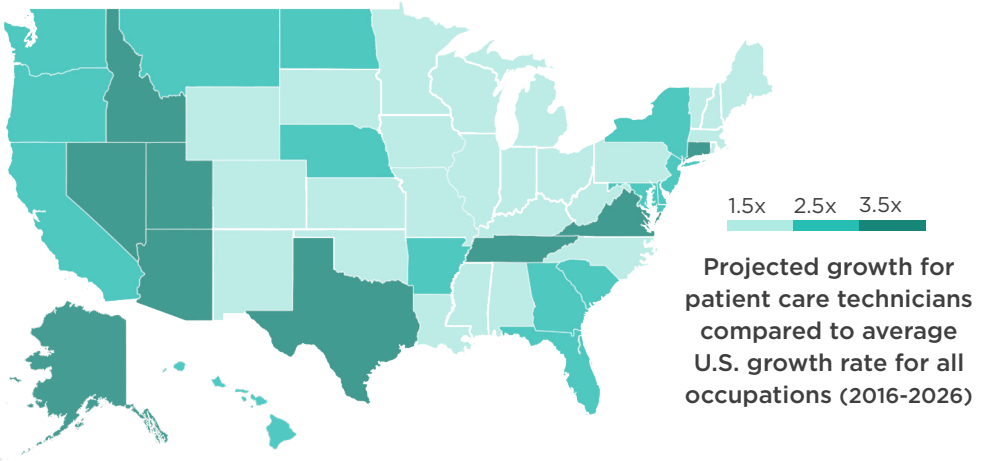 1.5x 2.5x 3.5x
Projected growth for
patient care technicians
compared to average
U.S. growth rate for all
occupations (2016-2026)